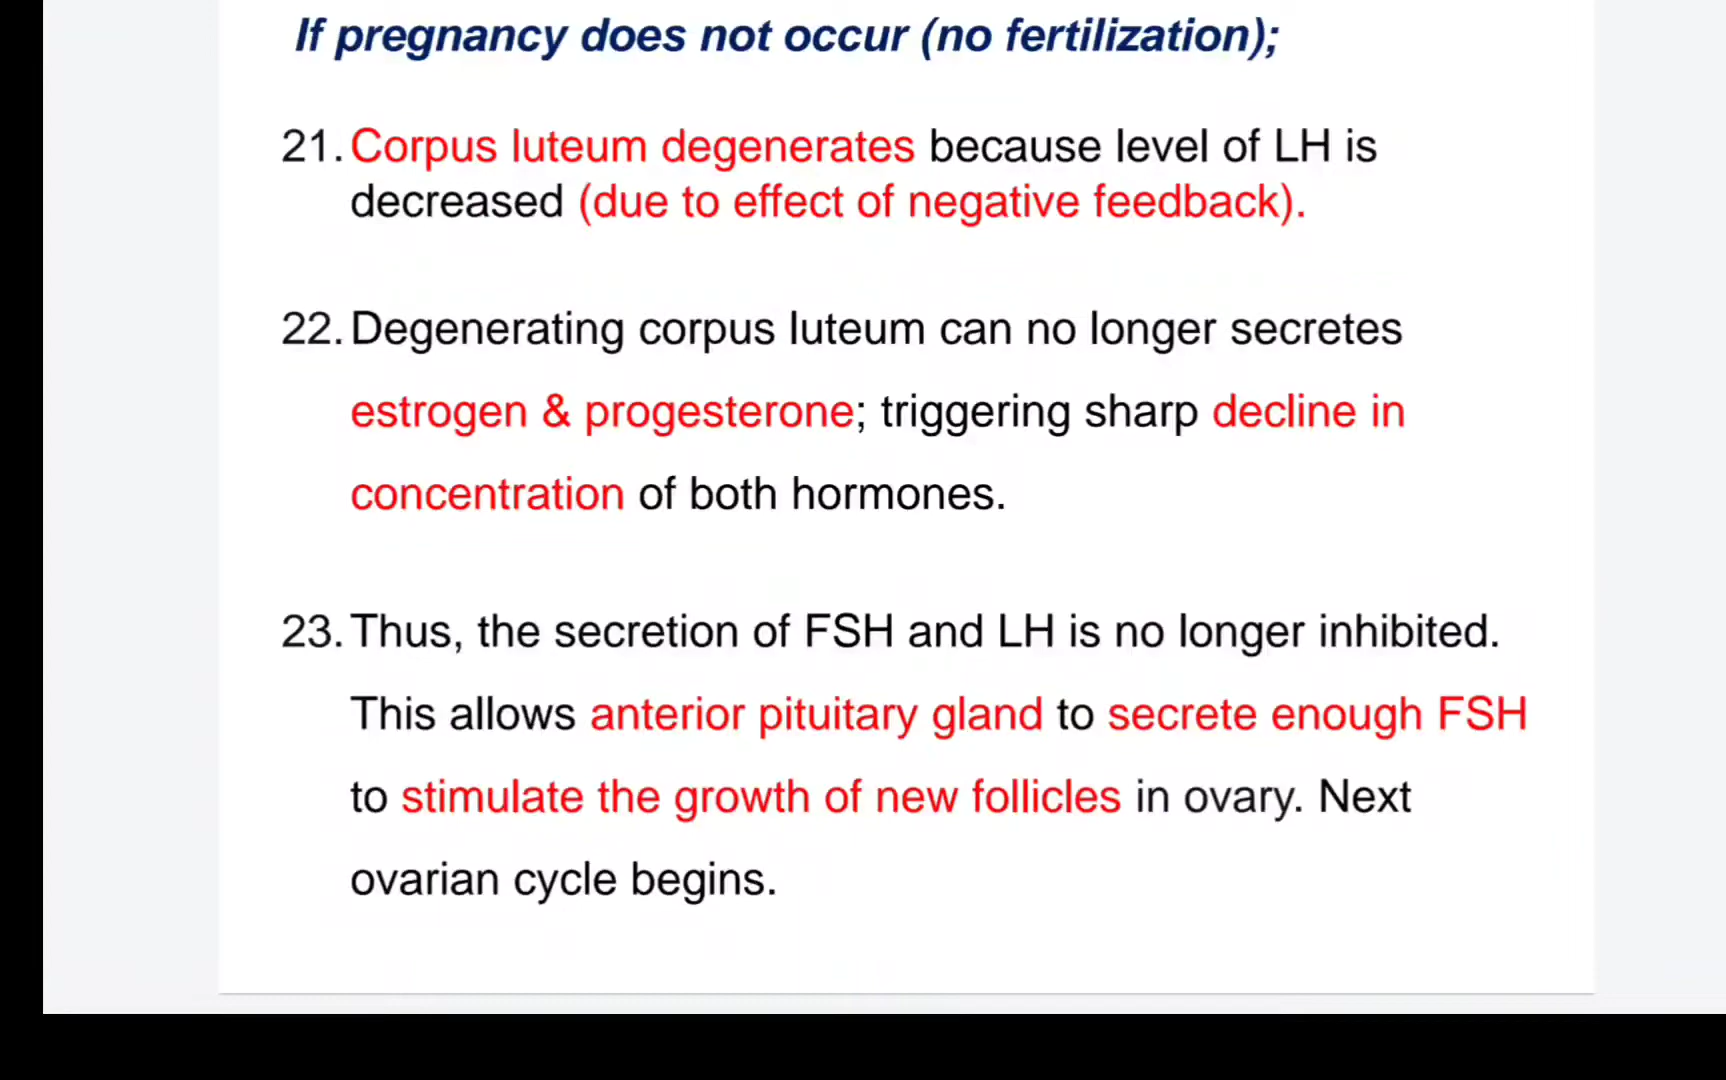 If pregnancy does not occur (no fertilization);
21. Corpus luteum degenerates because level of LH is
decreased (due to effect of negative feedback).
22. Degenerating corpus luteum can no longer secretes
estrogen & progesterone; triggering sharp decline in
concentration of both hormones.
23. Thus, the secretion of FSH and LH is no longer inhibited.
This allows anterior pituitary gland to secrete enough FSH
to stimulate the growth of new follicles in ovary. Next
ovarian cycle begins.